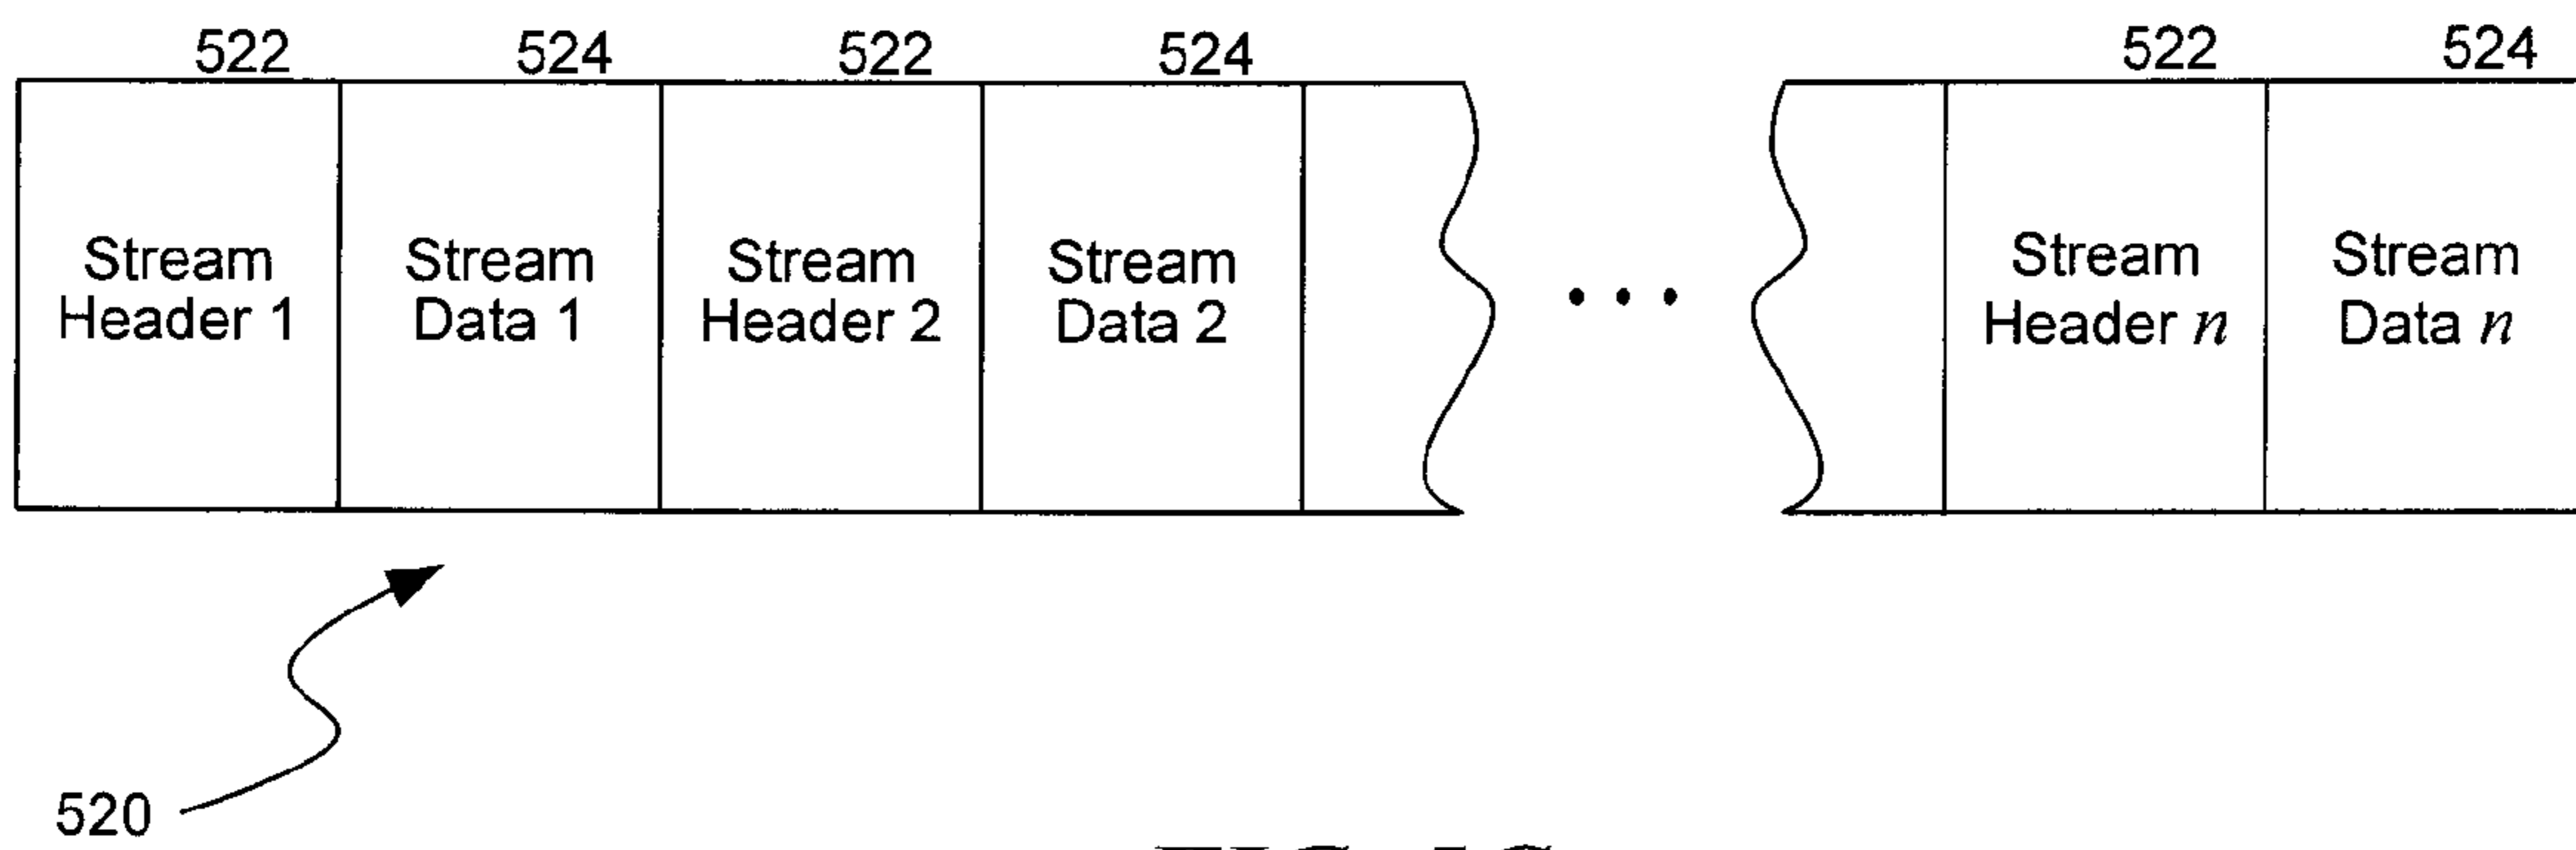 522 524 522 524 522 524
Stream
Header 1
Stream
Data 1
Stream
Header 2
Stream
Data 2
• • •
Stream
Header n
Stream
Data n
520